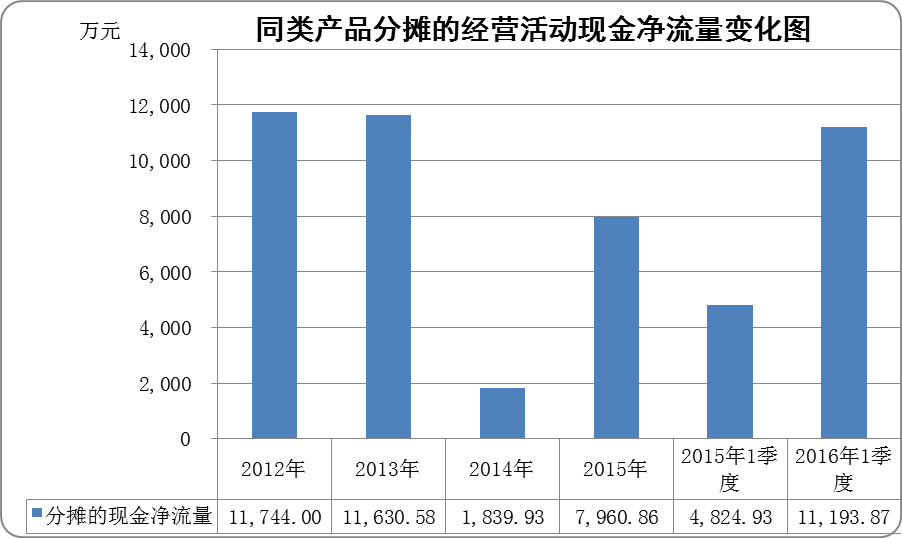 万元
同类产品分摊的经营活动现金净流量变化图
14,000
12,000
10,000
8,000
6,000
4,000
2,000
0
2012年 2013年 2014年 2015年 2015年1季度 2016年1季度
分摊的现金净流量 11,744.00 11,630.58 1,839.93 7,960.86 4,824.93 11,193.87